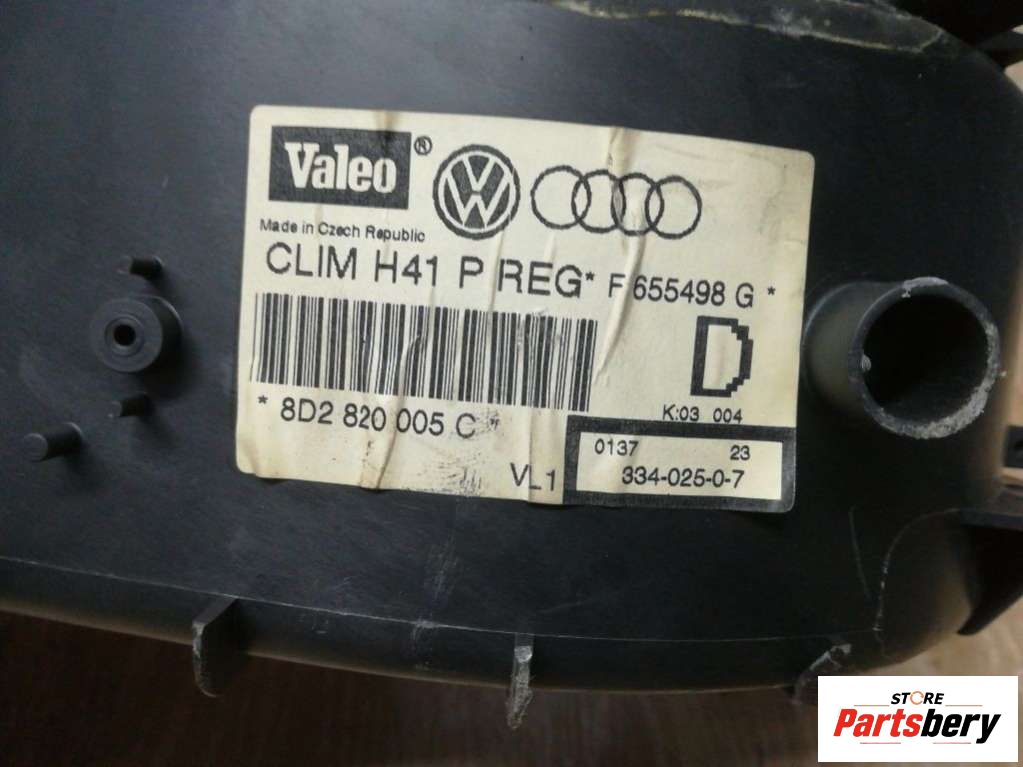 Valeo ®
Made in Czech Republic
CLIM H41 P REG* F 655498 G *
D
K:03 004
* 8D2 820 005 C *
0137 23
VL1 334-025-0-7
STORE
Partsbery